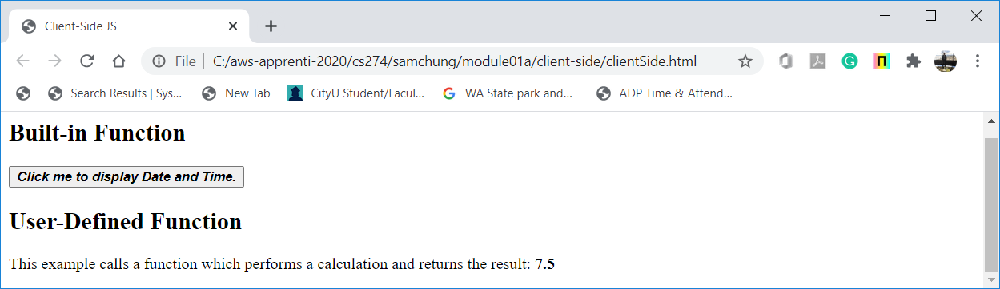 Client-Side JS
File | C:/aws-apprenti-2020/cs274/samchung/module01a/client-side/clientSide.html
Search Results | Sys... New Tab CityU Student/Facul... WA State park and... ADP Time & Attend...
Built-in Function
Click me to display Date and Time.
User-Defined Function
This example calls a function which performs a calculation and returns the result: 7.5